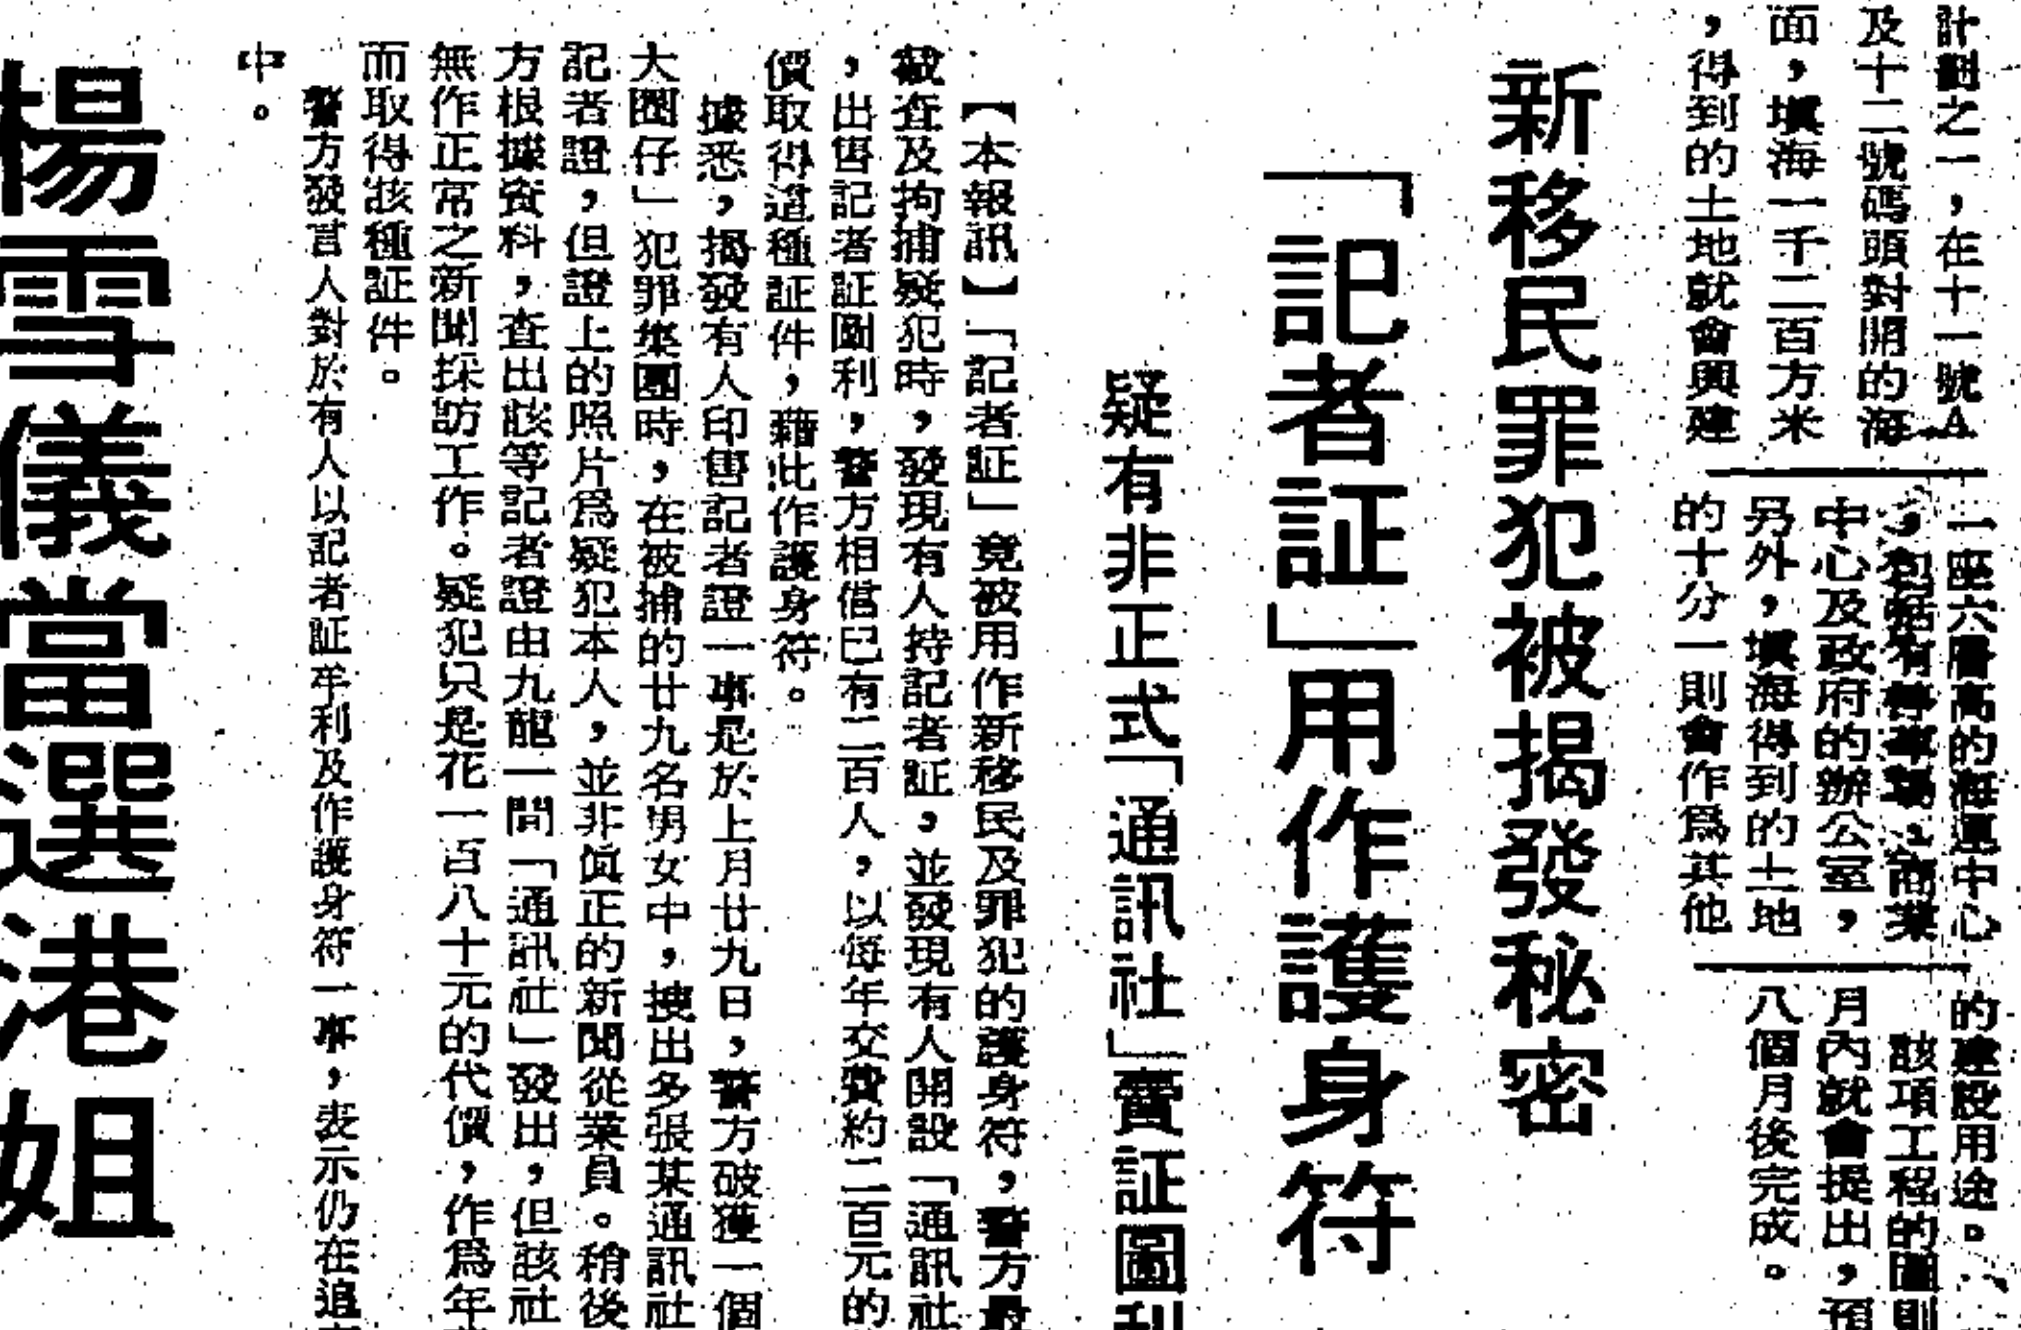 計劃之一，在十一號A
及十二號碼頭對開的海
面，填海一千二百方米
，得到的土地就會興建
一座六層高的海運中心
，包括有停車場、商業
中心及政府的辦公室，
另外，填海得到的土地
的十分一則會作爲其他
的建設用途。
該項工程的圖則
月內就會提出，預
八個月後完成。
新移民罪犯被揭發秘密
「記者証」用作護身符
疑有非正式「通訊社」賣証圖利
【本報訊】「記者証」竟被用作新移民及罪犯的護身符，警方最
截查及拘捕疑犯時，發現有人持記者証，並發現有人開設「通訊社
，出售記者証圖利，警方相信已有二百人，以每年交費約二百元的
價取得這種証件，藉此作護身符。
據悉，揭發有人印售記者證一事是於上月廿九日，警方破獲一個
大圈仔」犯罪集團時，在被捕的廿九名男女中，搜出多張某通訊社
記者證，但證上的照片爲疑犯本人，並非眞正的新聞從業員。稍後
方根據資料，查出該等記者證由九龍一間「通訊社」發出，但該社
無作正常之新聞採訪工作。疑犯只是花一百八十元的代價，作爲年
而取得該種証件。
警方發言人對於有人以記者証牟利及作護身符一事，表示仍在追
中。
楊雪儀當選港姐